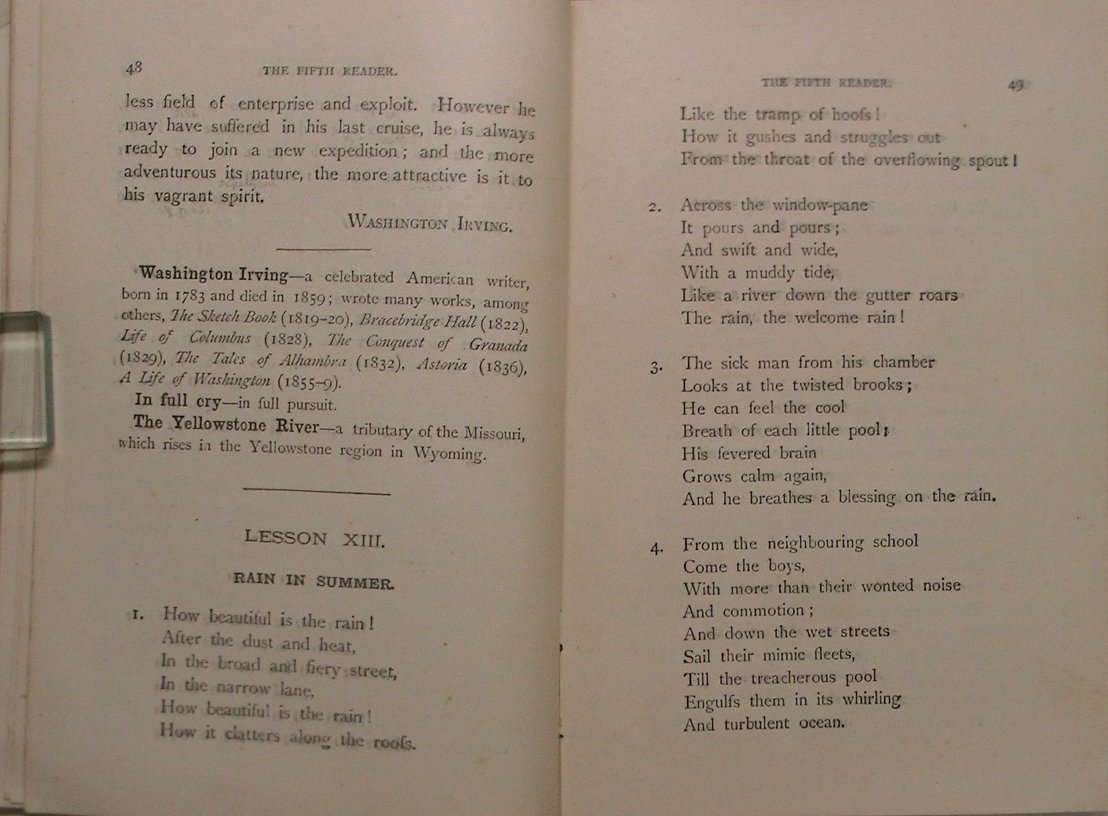 48
THE FIFTH READER.
less field of enterprise and exploit. However he
may have suffered in his last cruise, he is always
ready to join a new expedition; and the more
adventurous its nature, the more attractive is it to
his vagrant spirit.
WASHINGTON IRVING.
Washington Irving—a celebrated American writer,
born in 1783 and died in 1859; wrote many works, among
others, The Sketch Book (1819-20), Bracebridge Hall (1822),
Life of Columbus (1828), The Conquest of Granada
(1829), The Tales of Alhambra (1832), Astoria (1836),
A Life of Washington (1855-9).
In full cry—in full pursuit.
The Yellowstone River—a tributary of the Missouri,
which rises in the Yellowstone region in Wyoming.
LESSON XIII.
RAIN IN SUMMER.
1. How beautiful is the rain!
After the dust and heat,
In the broad and fiery street,
In the narrow lane,
How beautiful is the rain!
How it clatters along the roofs.
THE FIFTH READER.
49
Like the tramp of hoofs!
How it gushes and struggles out
From the throat of the overflowing spout!
2. Across the window-pane
It pours and pours;
And swift and wide,
With a muddy tide,
Like a river down the gutter roars
The rain, the welcome rain!
3. The sick man from his chamber
Looks at the twisted brooks;
He can feel the cool
Breath of each little pool;
His fevered brain
Grows calm again,
And he breathes a blessing on the rain.
4. From the neighbouring school
Come the boys,
With more than their wonted noise
And commotion;
And down the wet streets
Sail their mimic fleets,
Till the treacherous pool
Engulfs them in its whirling
And turbulent ocean.